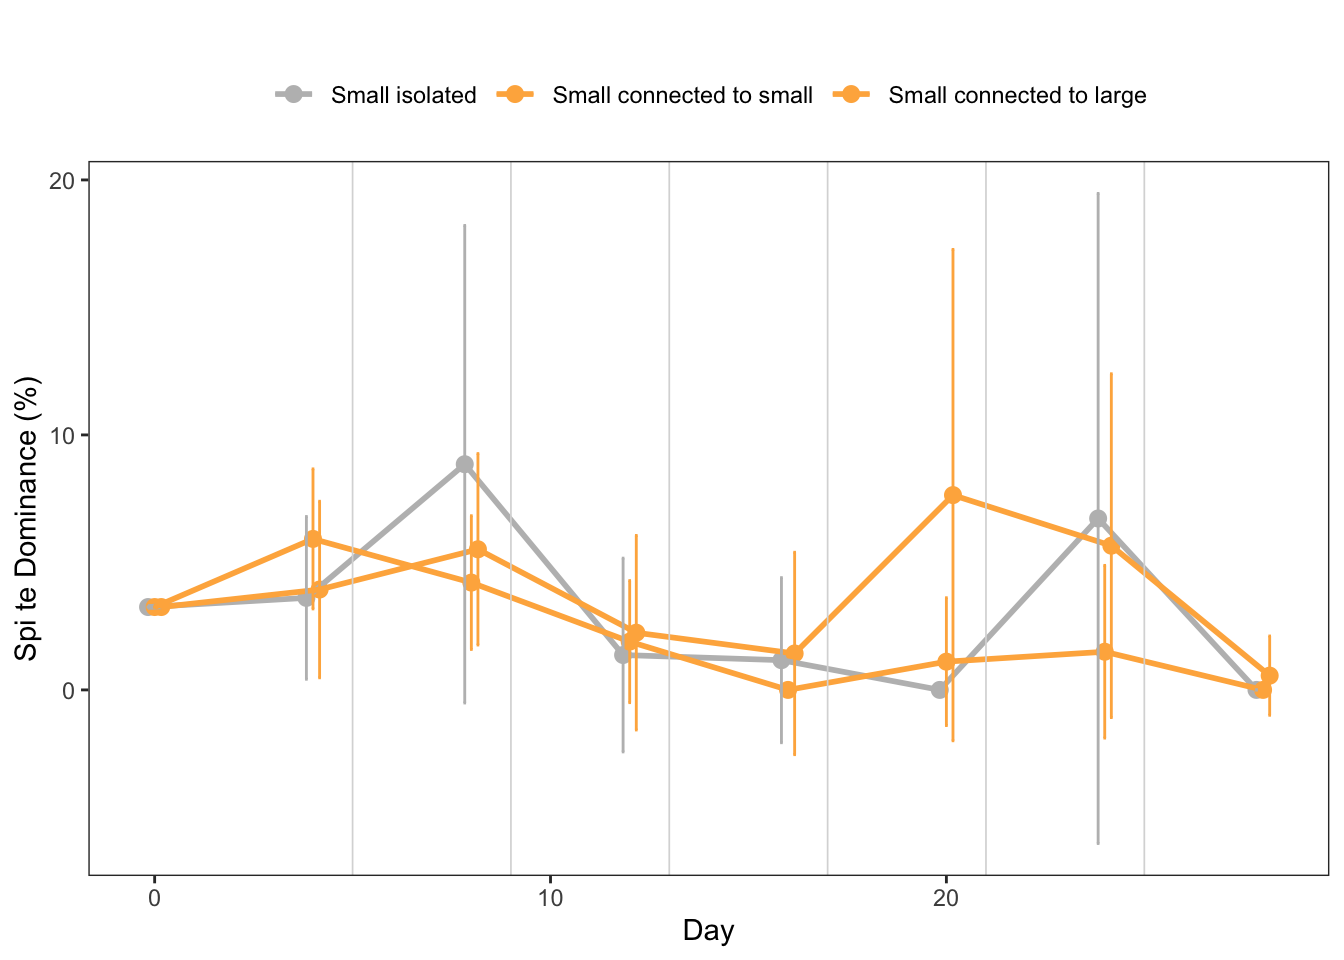 Small isolated Small connected to small Small connected to large
20
10
0
Spi te Dominance (%)
0 10 20
Day